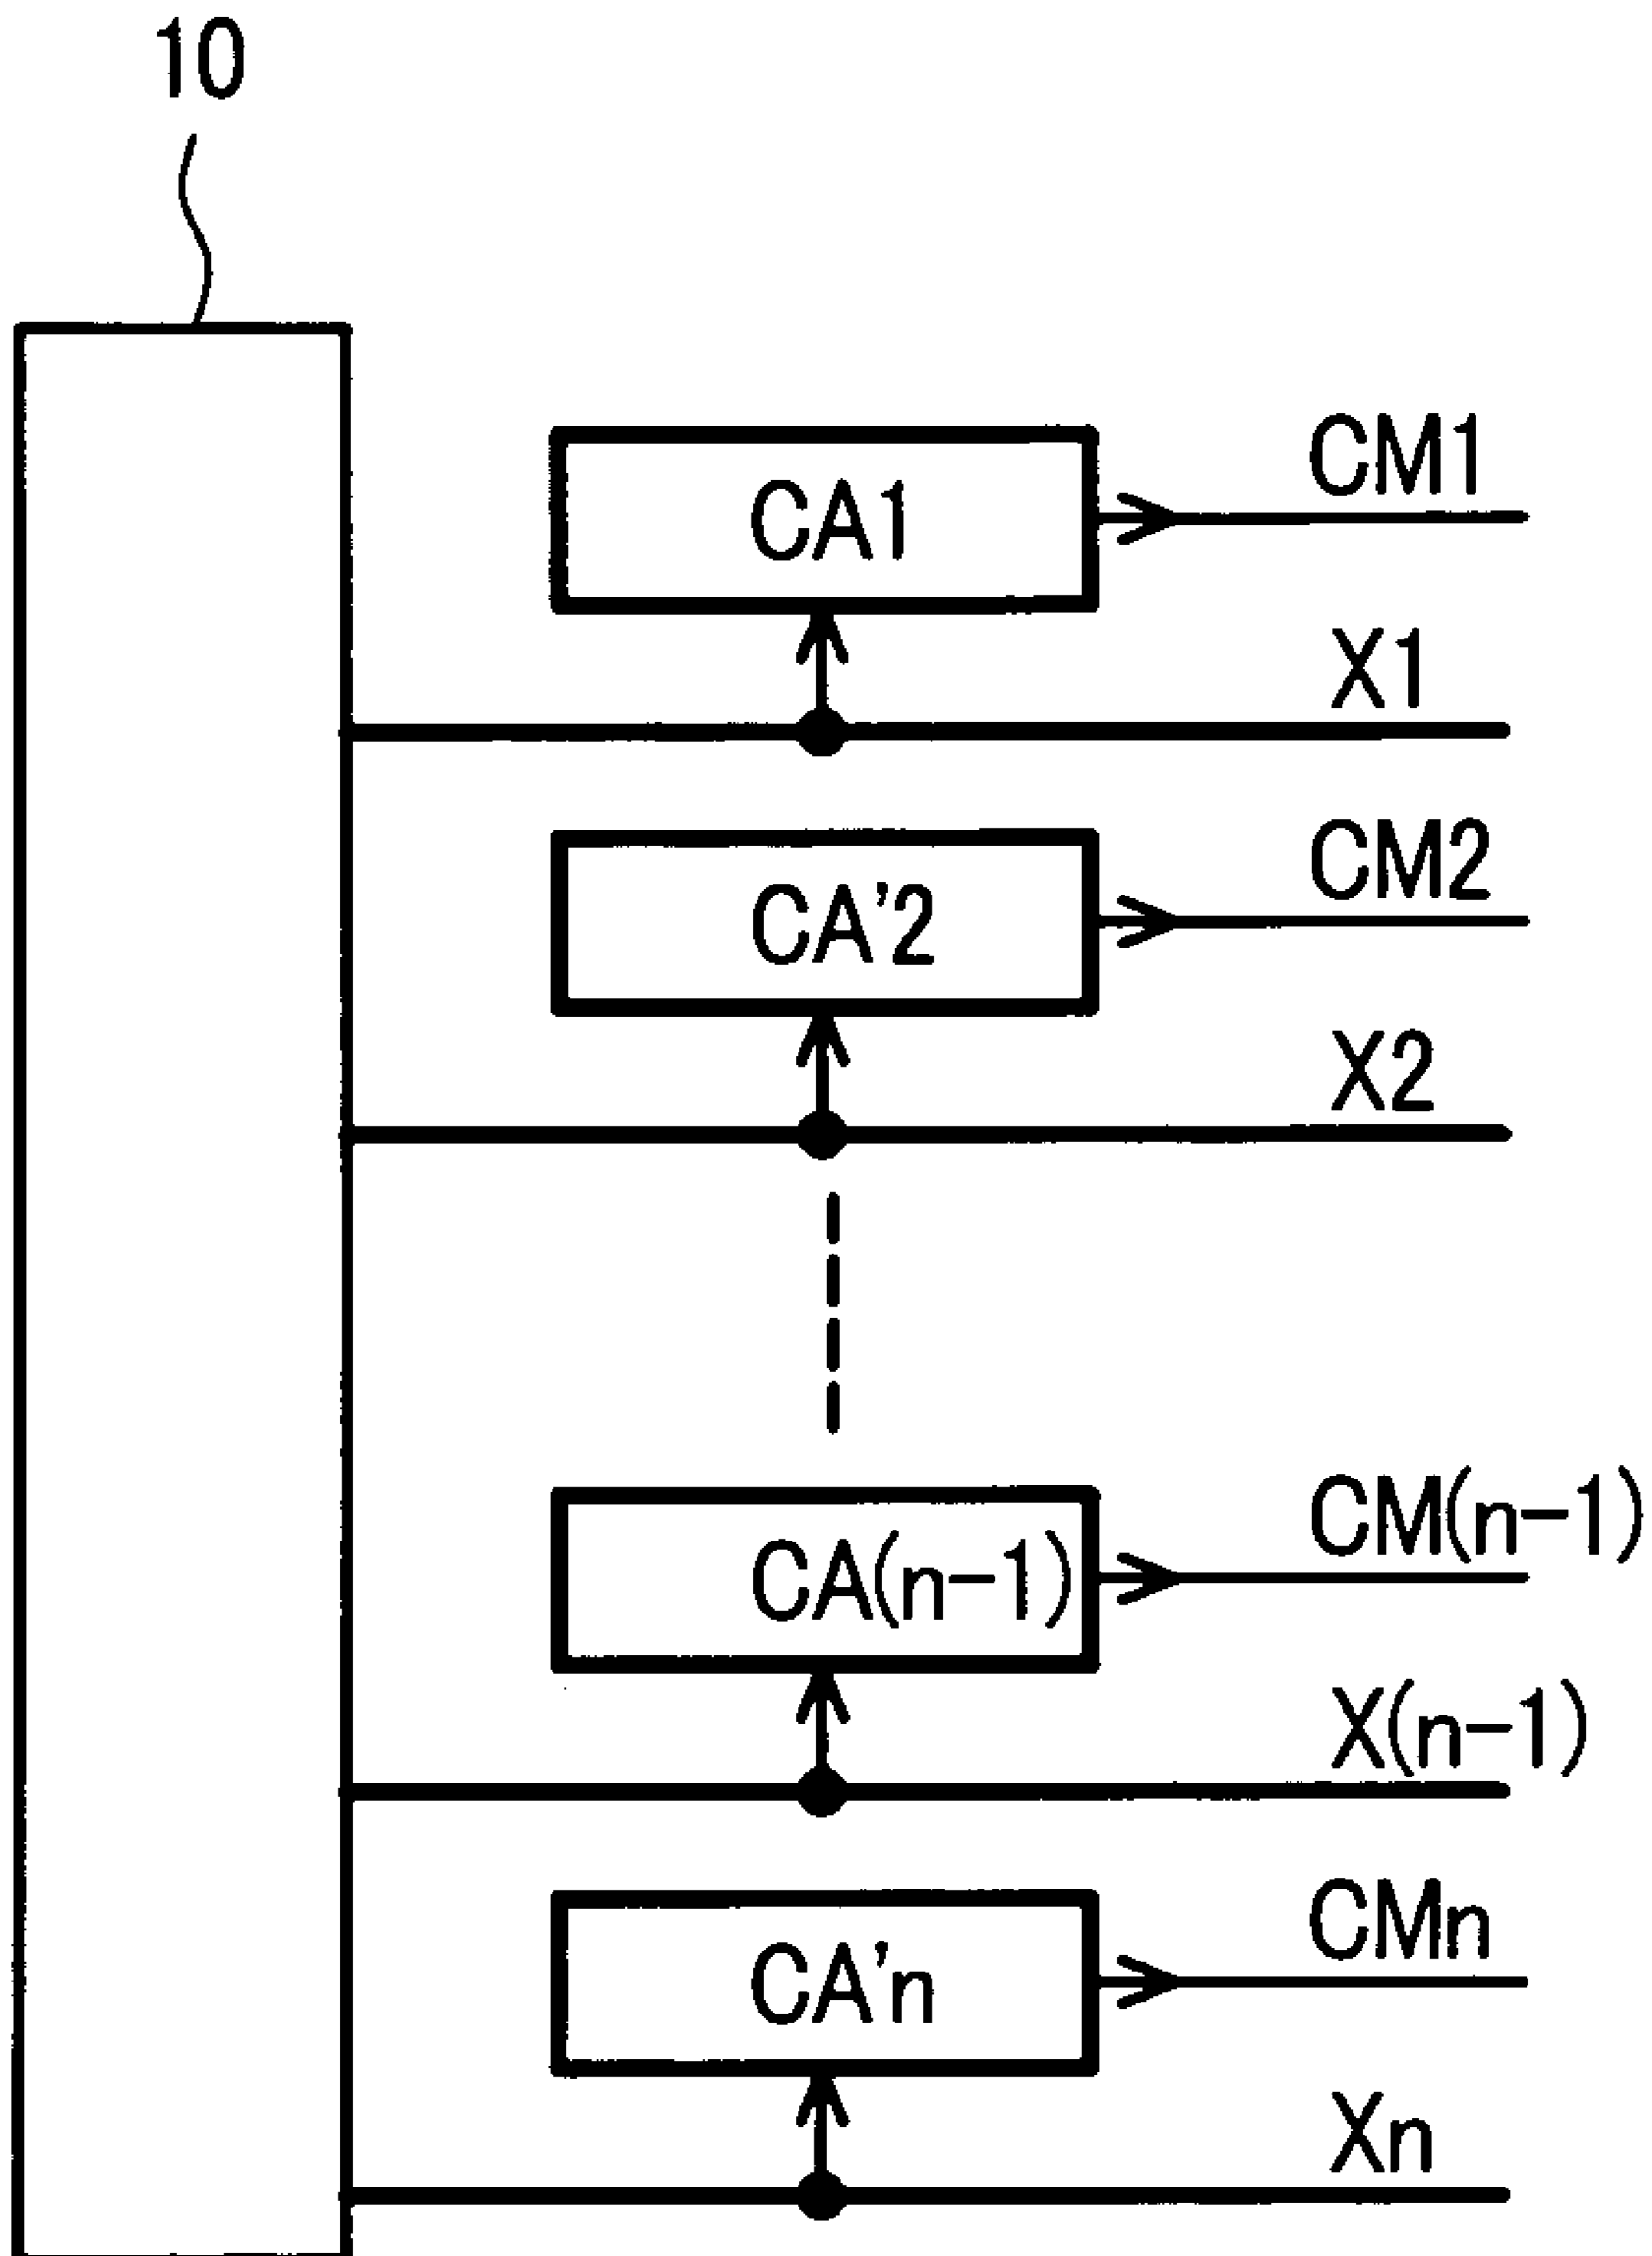 10
CM1
CA1
X1
CM2
CA'2
X2
CM(n-1)
CA(n-1)
X(n-1)
CMn
CA'n
Xn